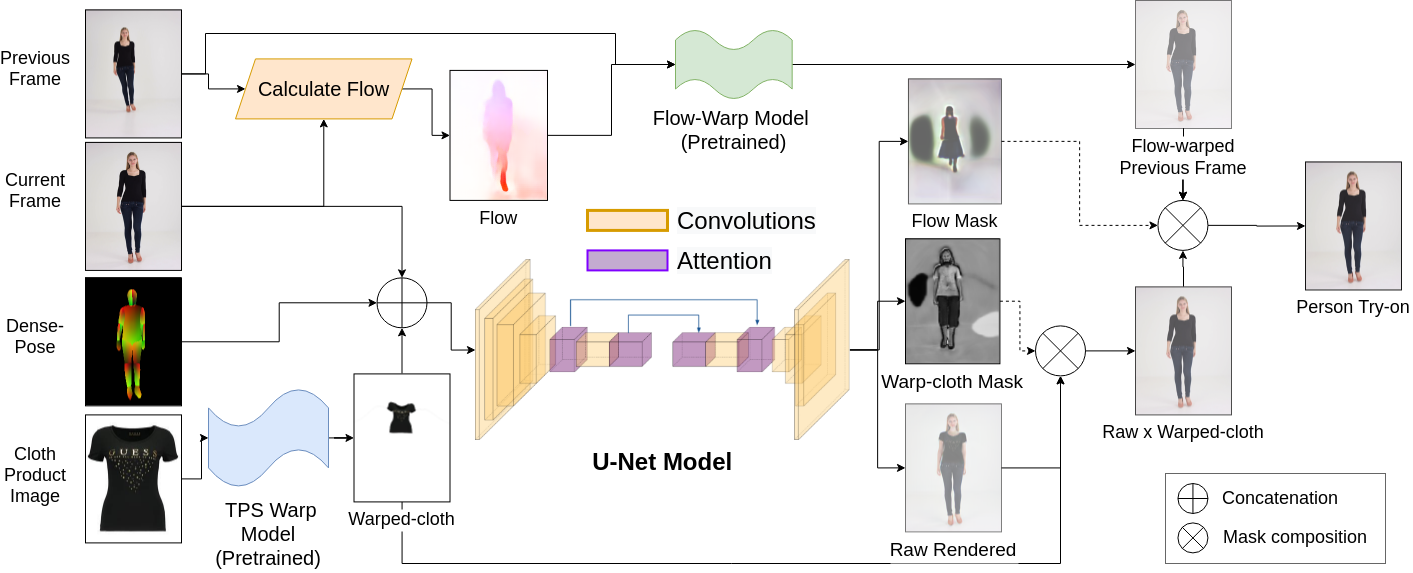 Previous
Frame
Calculate Flow
Flow-Warp Model
(Pretrained)
Flow-warped
Previous Frame
Current
Frame
Flow
Convolutions
Attention
Flow Mask
Person Try-on
Dense-
Pose
Warp-cloth Mask
Raw x Warped-cloth
Cloth
Product
Image
GUESS
TPS Warp
Model
(Pretrained)
Warped-cloth
U-Net Model
Raw Rendered
Concatenation
Mask composition